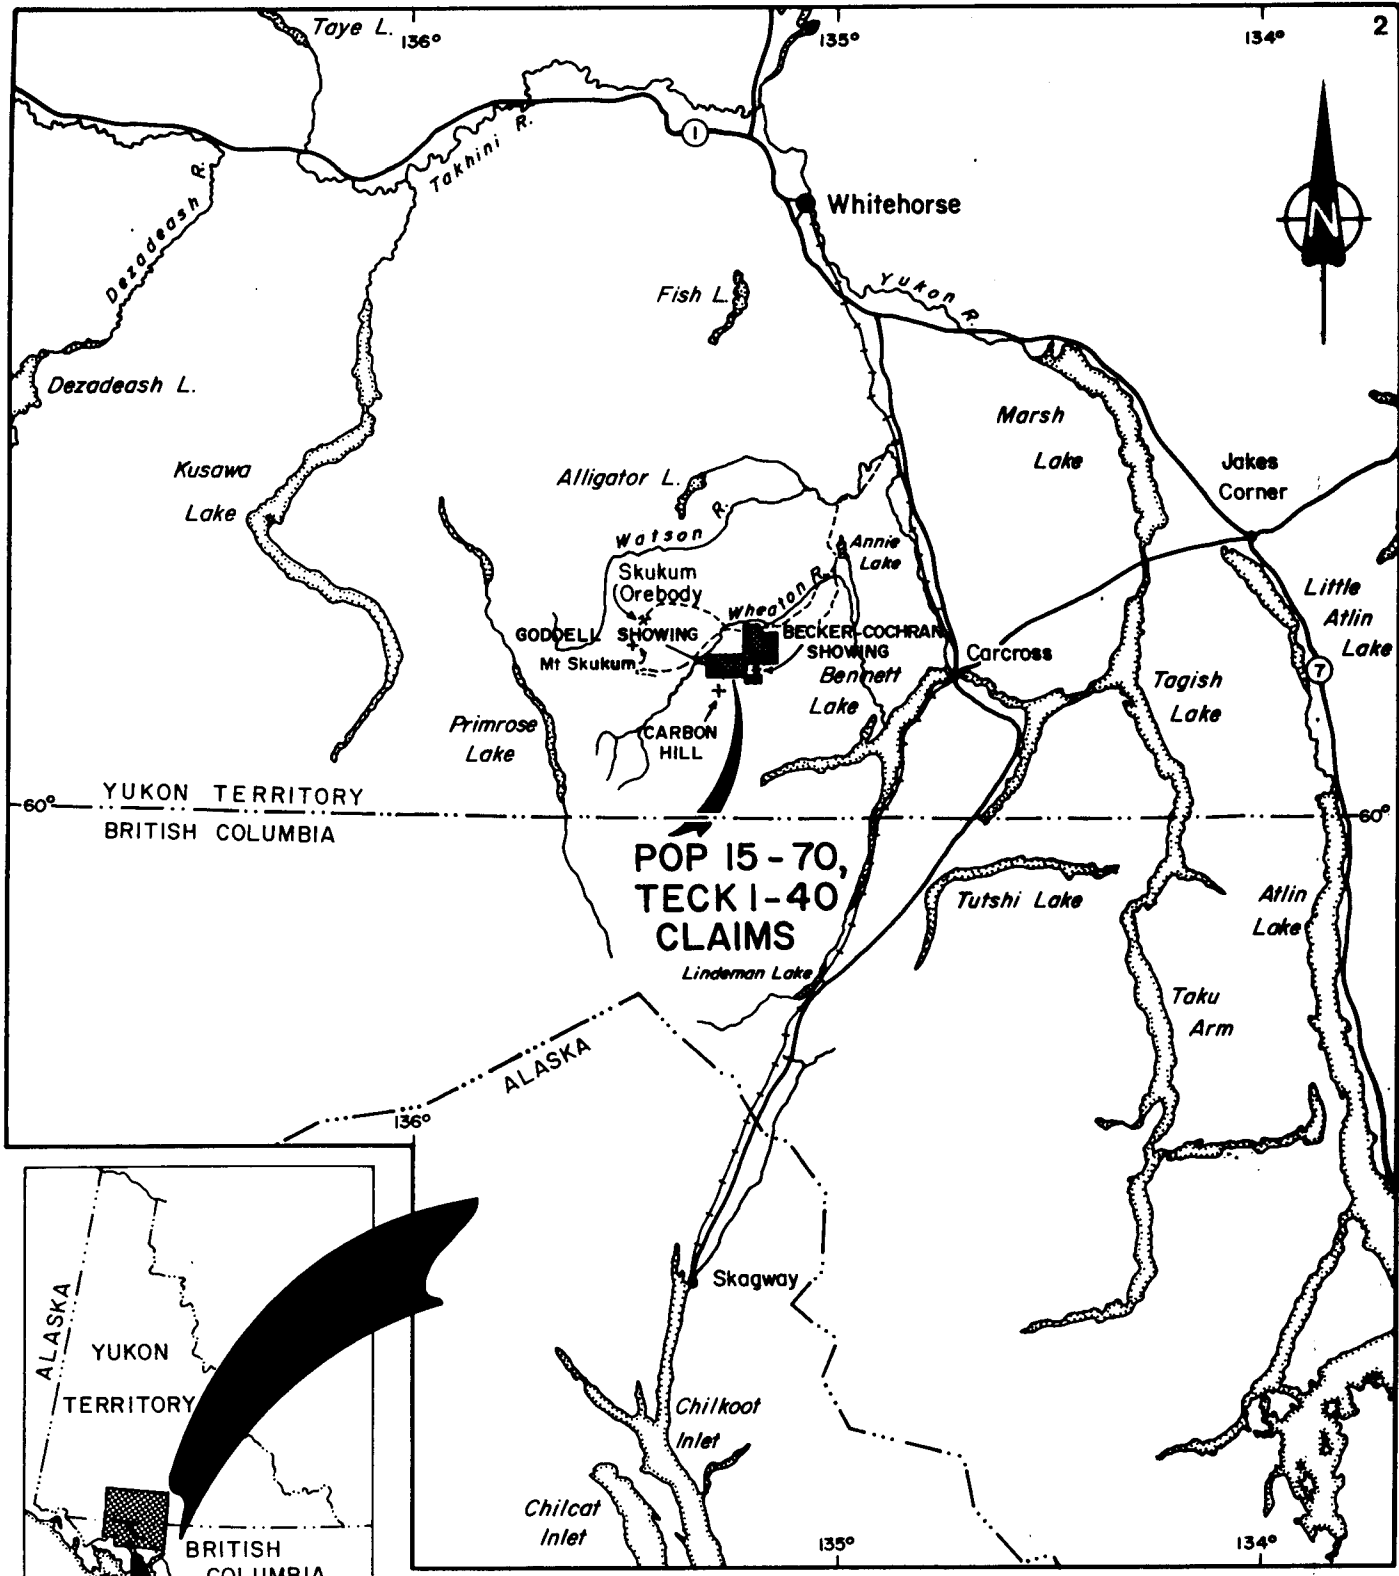 2
Taye L.
136°
135°
134°
Takhini R.
1
Dezadeash R.
Whitehorse
N
Fish L.
Yukon R.
Dezadeash L.
Marsh
Lake
Kusawa
Lake
Alligator L.
Jakes
Corner
Watson R.
Annie
Lake
Skukum
Orebody
Wheaton R.
Little
Atlin
Lake
GODDELL SHOWING
BECKER-COCHRAN
SHOWING
Mt Skukum
Carcross
7
Bennett
Lake
Tagish
Lake
Primrose
Lake
CARBON
HILL
YUKON TERRITORY
60°
60°
BRITISH COLUMBIA
POP 15-70,
TECK 1-40
CLAIMS
Tutshi Lake
Atlin
Lake
Lindeman Lake
Taku
Arm
ALASKA
136°
Skagway
ALASKA
YUKON
TERRITORY
Chilkoot
Inlet
Chilcat
Inlet
135°
134°
BRITISH
COLUMBIA